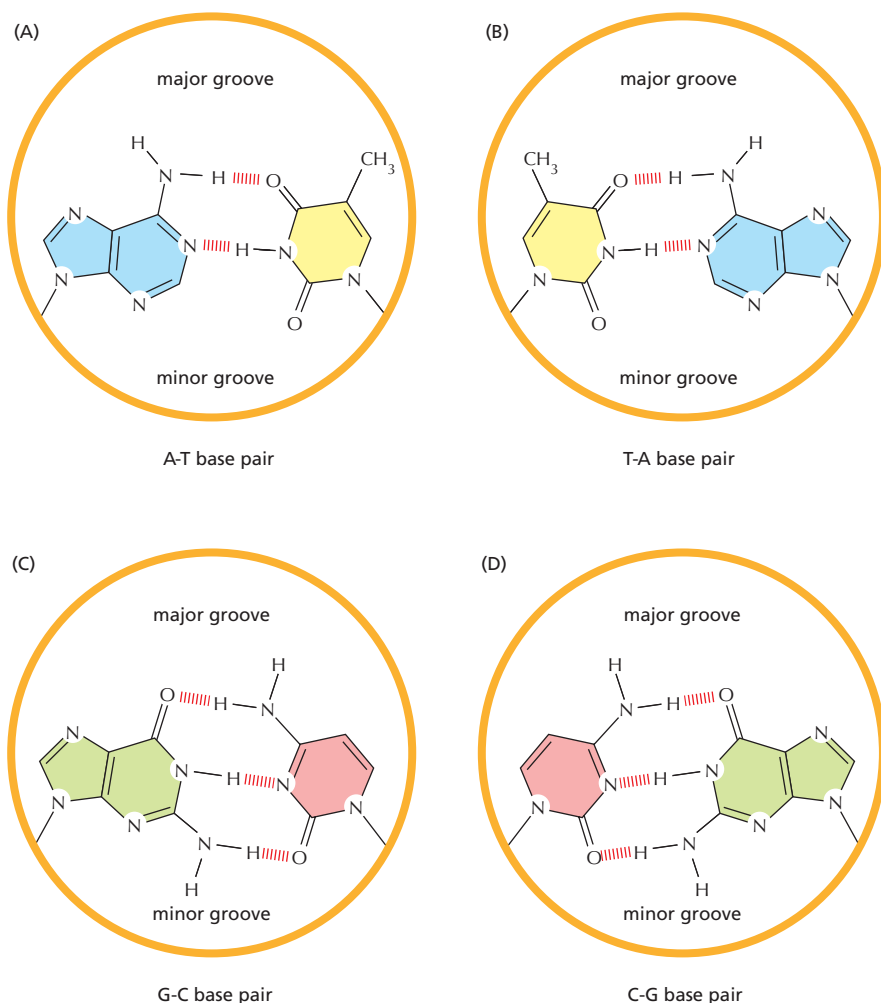 (A)
major groove
H
N H O CH3
N N H N
N N O N
minor groove
A-T base pair
(B)
major groove
CH3 O H N H
N H N N
N O N N
minor groove
T-A base pair
(C)
major groove
O H N H
N N H N
N N N H O N
H
minor groove
G-C base pair
(D)
major groove
H
N H O
N H N N
N O H N N N
H
minor groove
C-G base pair